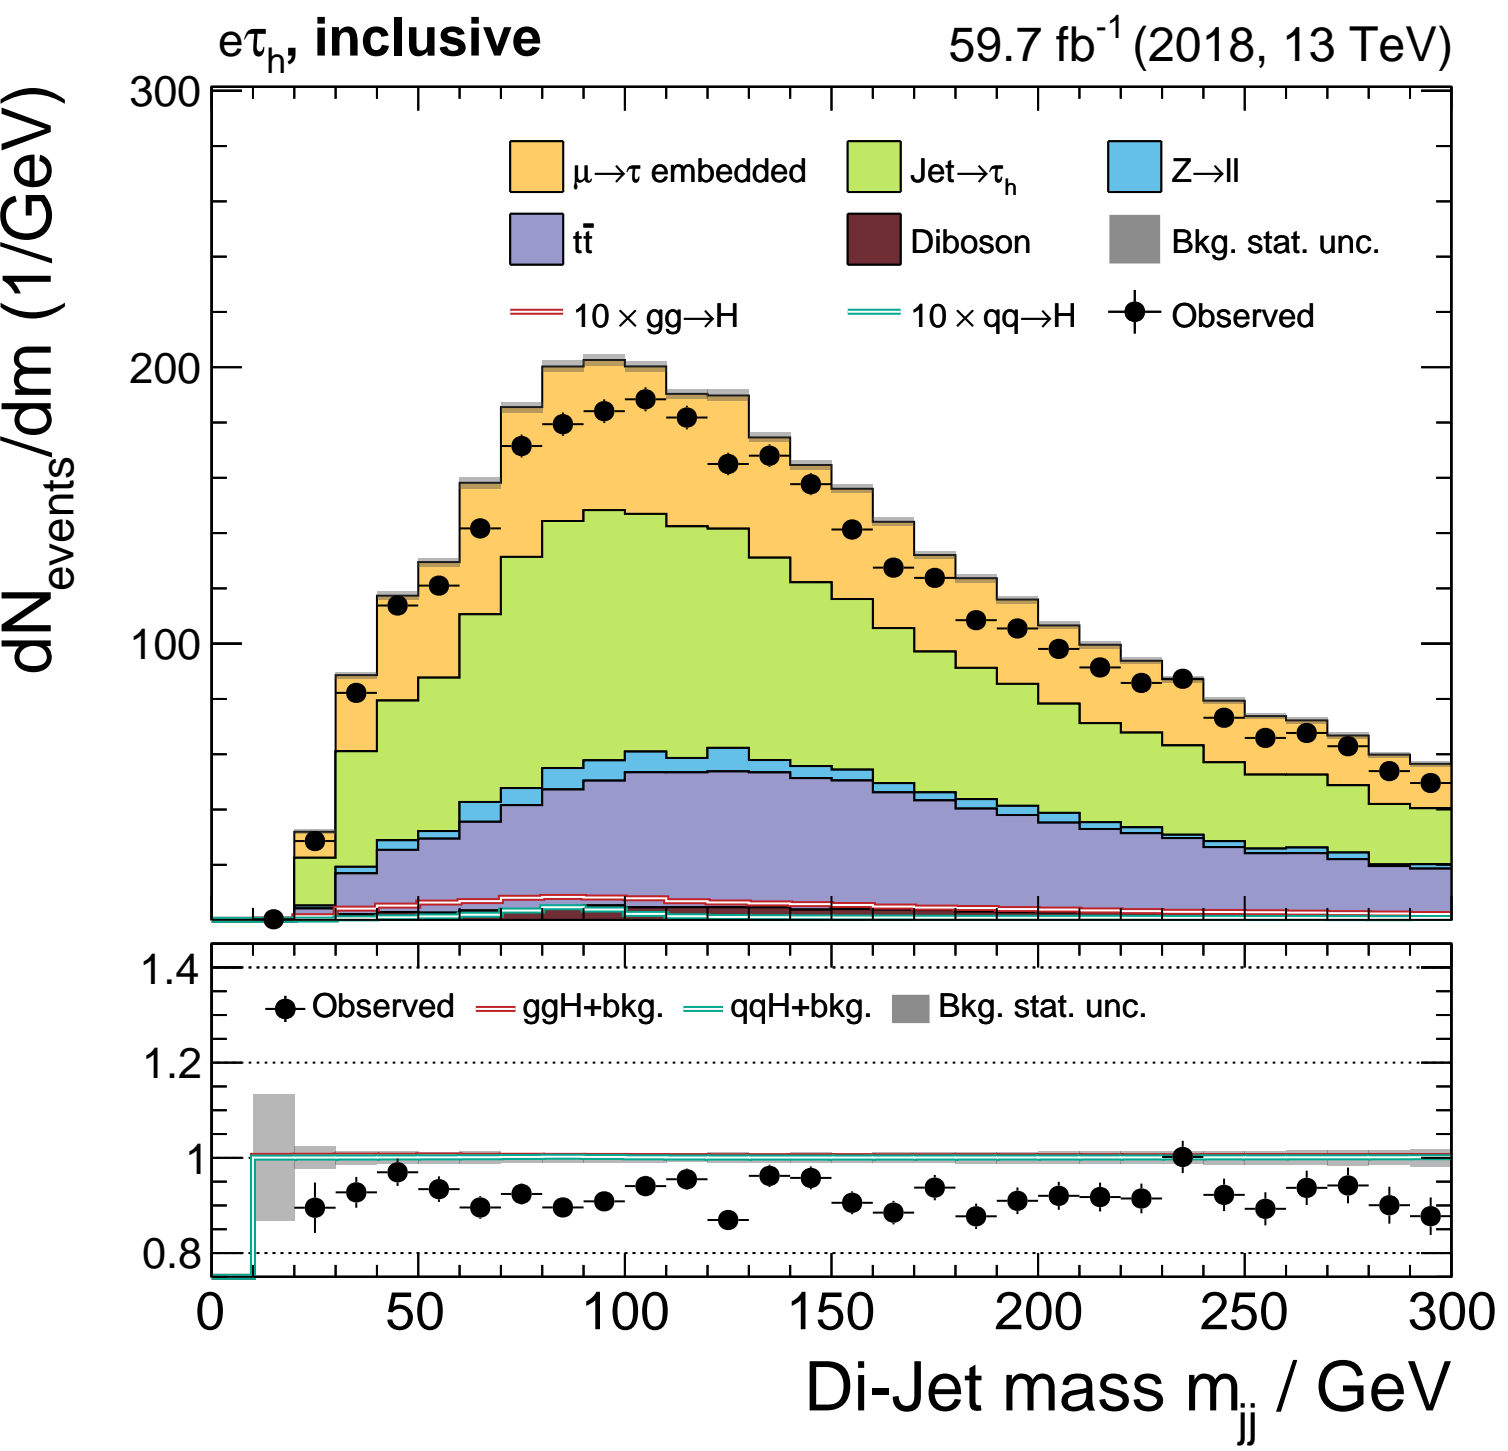 eτh, inclusive 59.7 fb-1 (2018, 13 TeV)
dNevents/dm (1/GeV)
300
200
100
μ→τ embedded Jet→τh Z→ll
tt̄ Diboson Bkg. stat. unc.
10 × gg→H 10 × qq→H Observed
1.4
1.2
1
0.8
Observed ggH+bkg. qqH+bkg. Bkg. stat. unc.
0 50 100 150 200 250 300
Di-Jet mass mjj / GeV